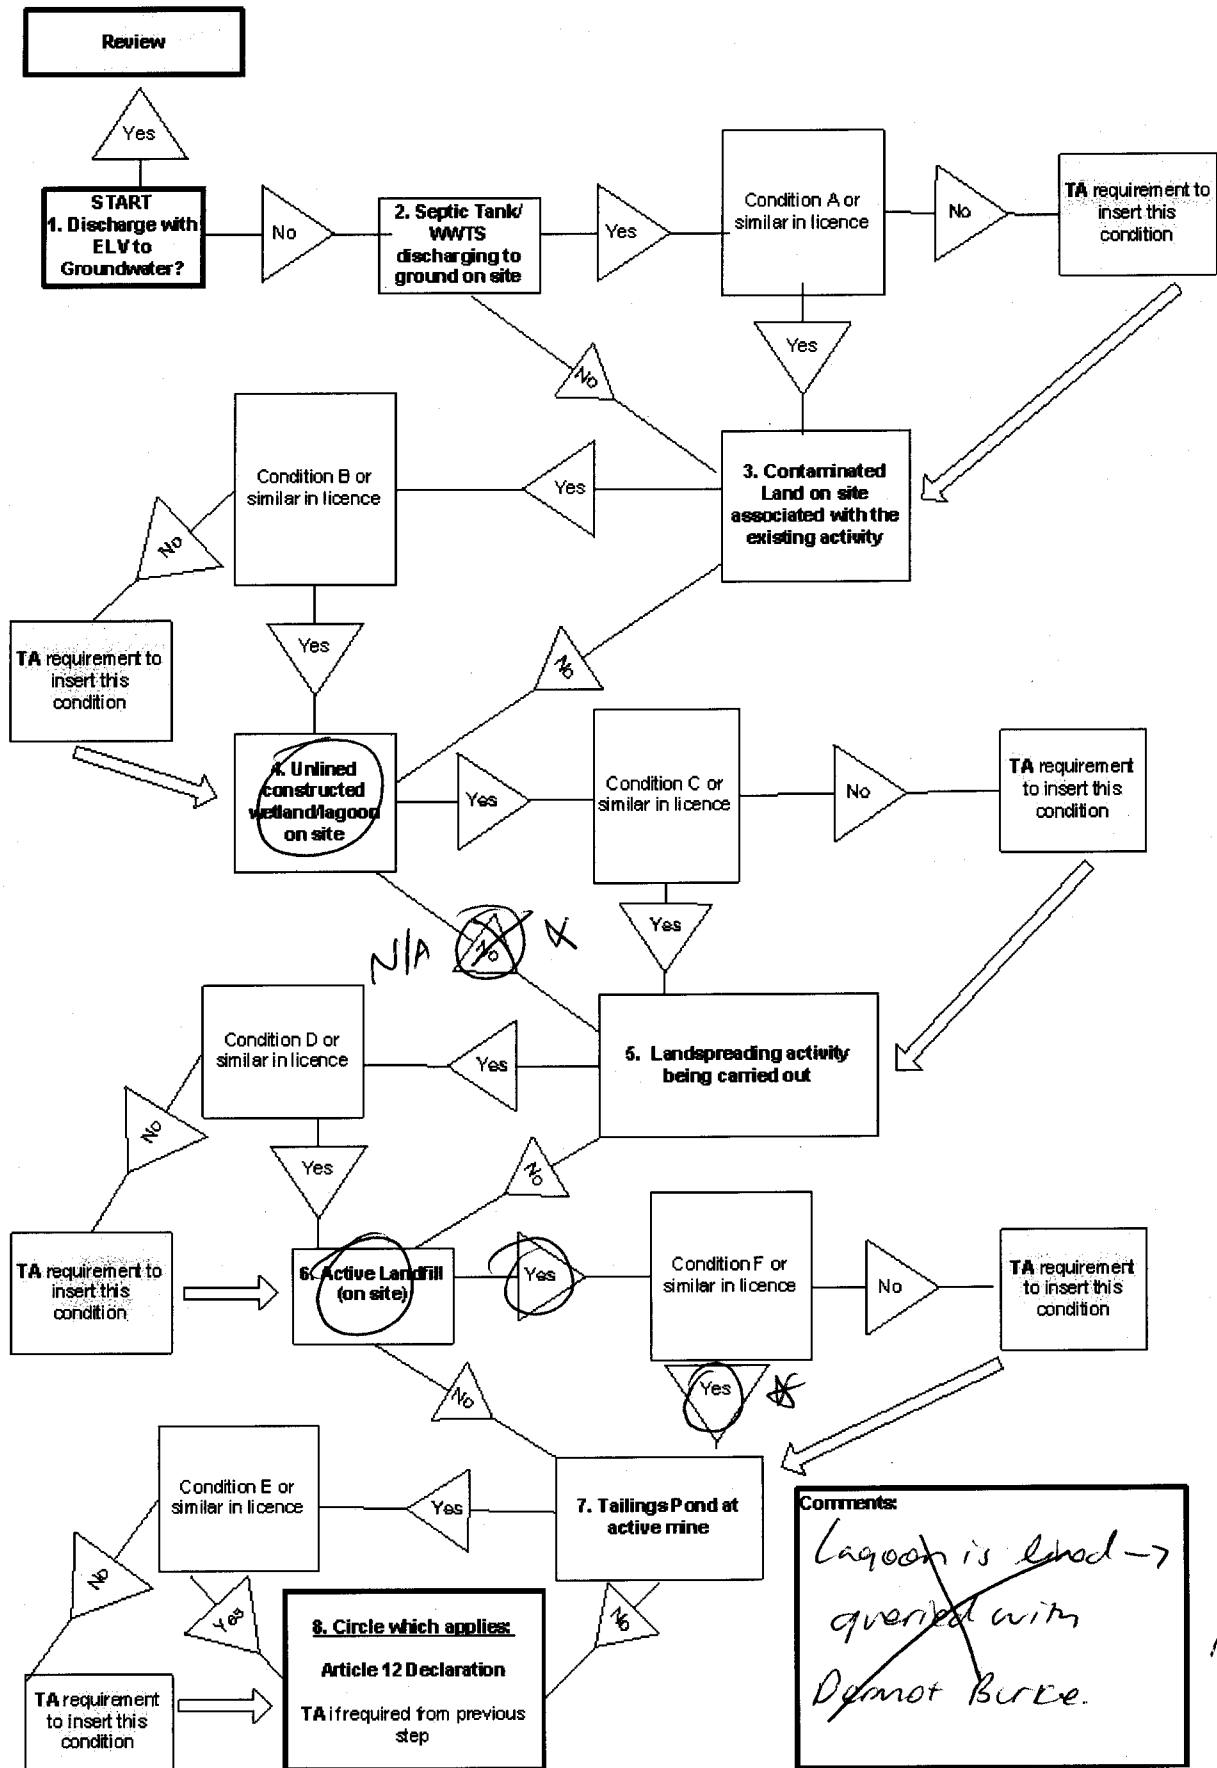 Review
Yes
START
1. Discharge with
ELV to
Groundwater?
No
2. Septic Tank/
WWTS
discharging to
ground on site
Yes
Condition A or
similar in licence
No
TA requirement to
insert this
condition
Yes
No
3. Contaminated
Land on site
associated with the
existing activity
Yes
Condition B or
similar in licence
No
TA requirement to
insert this
condition
Yes
No
4. Unlined
constructed
wetland/lagoon
on site
Yes
Condition C or
similar in licence
No
TA requirement
to insert this
condition
Yes
N/A
No
5. Landspreading activity
being carried out
Yes
Condition D or
similar in licence
No
TA requirement to
insert this
condition
Yes
No
6. Active Landfill
(on site)
Yes
Condition F or
similar in licence
No
TA requirement
to insert this
condition
Yes
No
7. Tailings Pond at
active mine
Yes
Condition E or
similar in licence
No
Yes
No
TA requirement
to insert this
condition
8. Circle which applies:
Article 12 Declaration
TA if required from previous
step
Comments:
Lagoon is lined →
queried with
Dermot Burke.